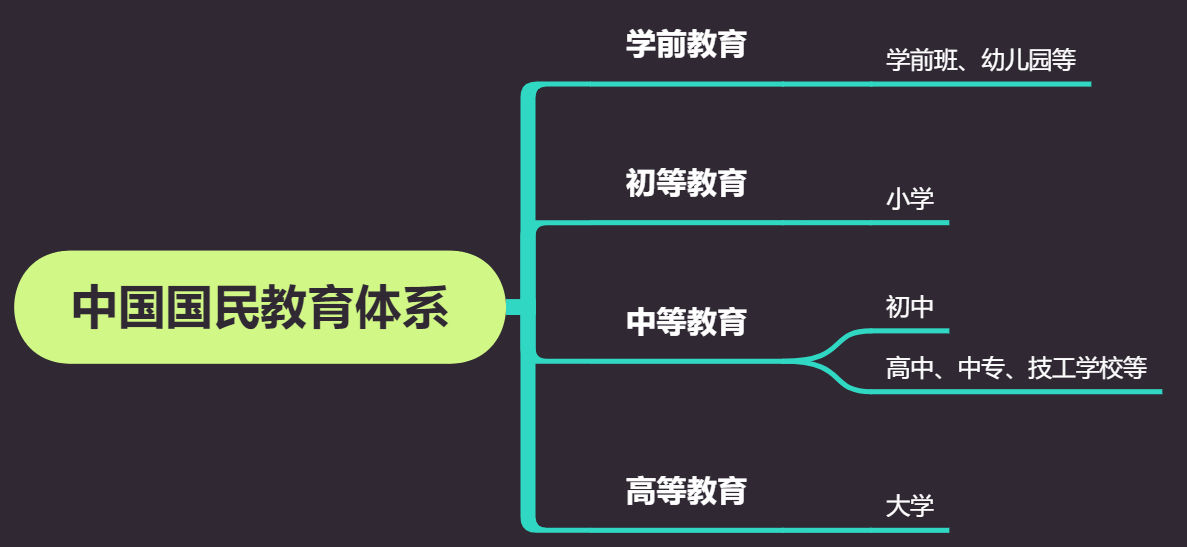 中国国民教育体系
学前教育
学前班、幼儿园等
初等教育
小学
中等教育
初中
高中、中专、技工学校等
高等教育
大学